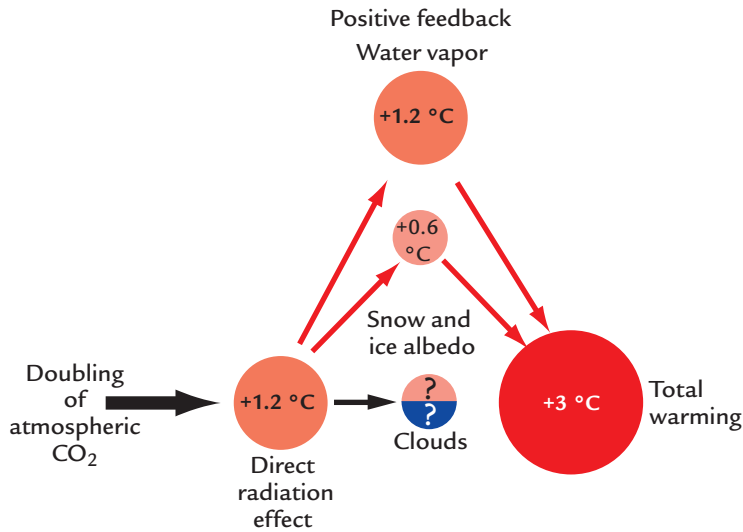 Positive feedback
Water vapor
+1.2 °C
+0.6
°C
Snow and
ice albedo
Doubling
of
atmospheric
CO₂
+1.2 °C
Direct
radiation
effect
?
?
Clouds
+3 °C
Total
warming